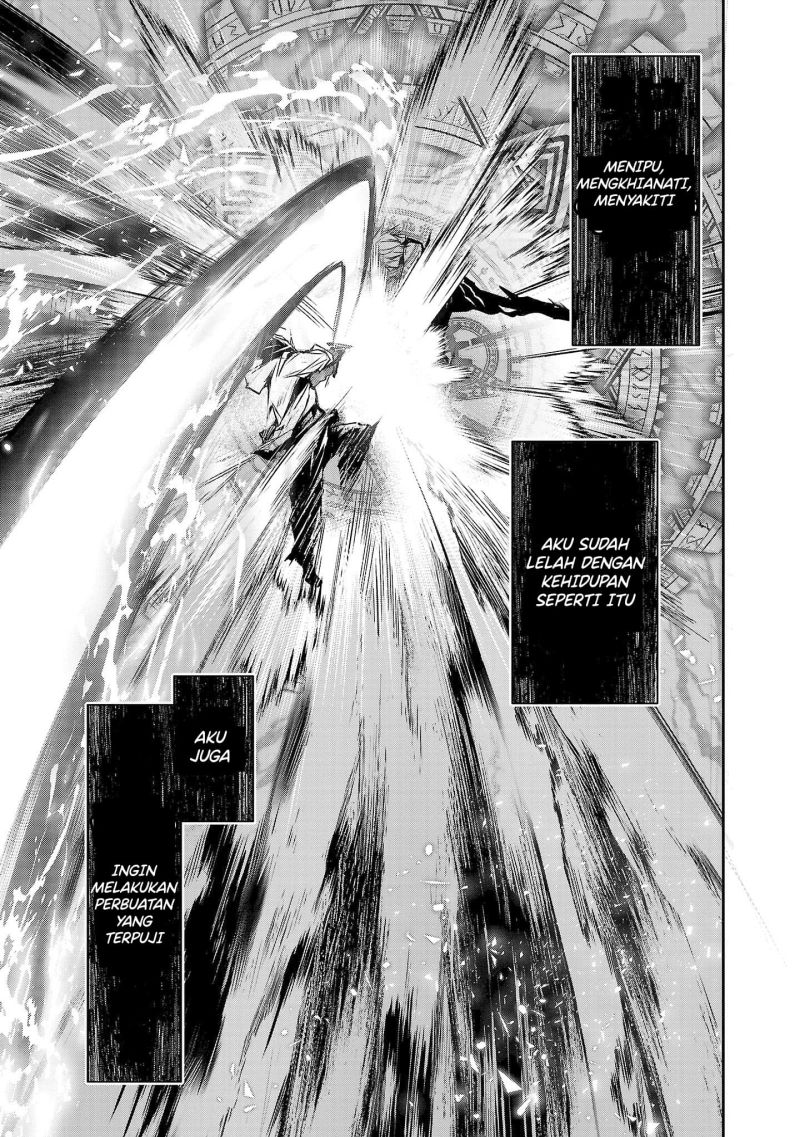 MENIPU,
MENGKHIANATI,
MENYAKITI
AKU SUDAH
LELAH DENGAN
KEHIDUPAN
SEPERTI ITU
AKU
JUGA
INGIN
MELAKUKAN
PERBUATAN
YANG
TERPUJI